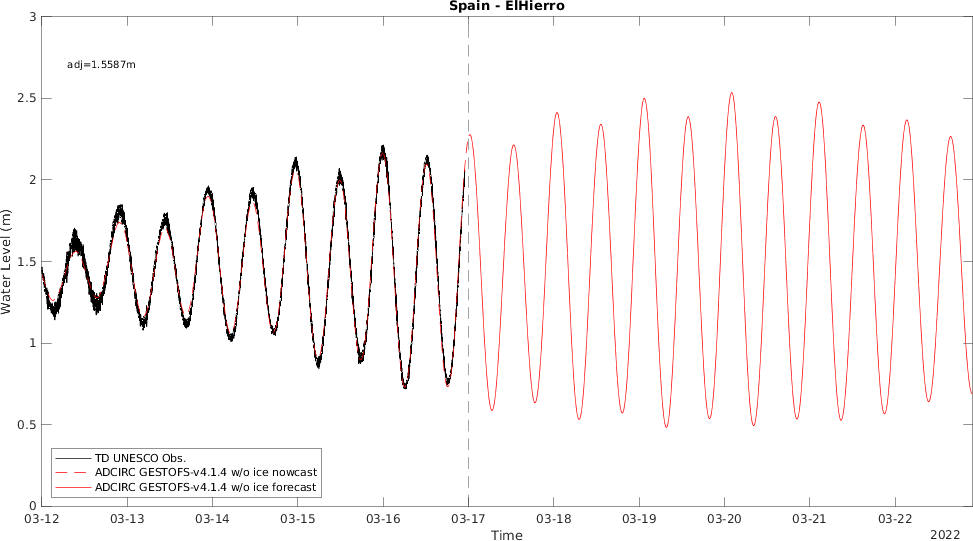 Spain - ElHierro
3
adj=1.5587m
2.5
2
1.5
1
0.5
0
Water Level (m)
TD UNESCO Obs.
ADCIRC GESTOFS-v4.1.4 w/o ice nowcast
ADCIRC GESTOFS-v4.1.4 w/o ice forecast
03-12 03-13 03-14 03-15 03-16 03-17 03-18 03-19 03-20 03-21 03-22
Time
2022